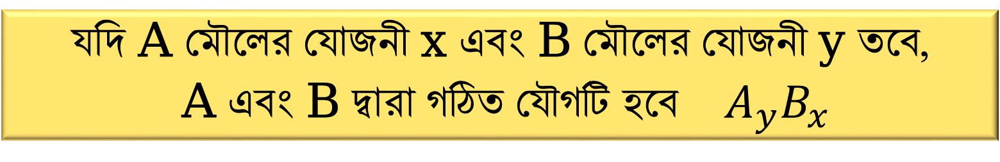 যদি A মৌলের যোজনী x এবং B মৌলের যোজনী y তবে,
A এবং B দ্বারা গঠিত যৌগটি হবে $A_yB_x$